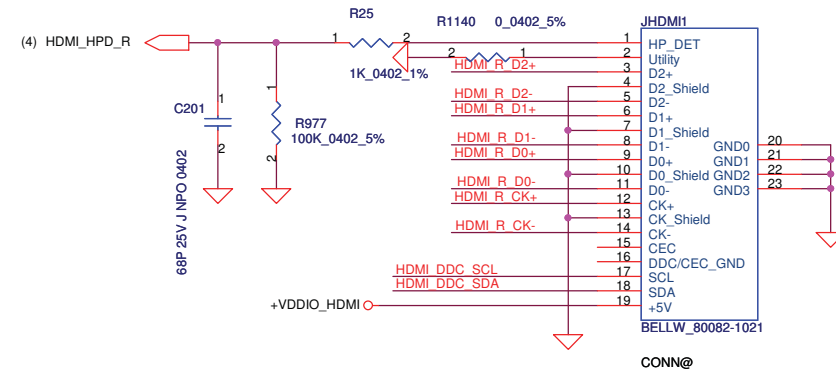 R25
R1140 0_0402_5%
JHDMI1
(4) HDMI_HPD_R
1 2
1 HP_DET
2 1
2 Utility
1K_0402_1%
HDMI_R_D2+ 3 D2+
4 D2_Shield
HDMI_R_D2- 5 D2-
HDMI_R_D1+ 6 D1+
7 D1_Shield
HDMI_R_D1- 8 D1- GND0 20
HDMI_R_D0+ 9 D0+ GND1 21
10 D0_Shield GND2 22
HDMI_R_D0- 11 D0- GND3 23
HDMI_R_CK+ 12 CK+
13 CK_Shield
HDMI_R_CK- 14 CK-
15 CEC
16 DDC/CEC_GND
HDMI_DDC_SCL 17 SCL
HDMI_DDC_SDA 18 SDA
+VDDIO_HDMI 19 +5V
C201
1
2
68P 25V J NPO 0402
1
R977
100K_0402_5%
2
BELLW_80082-1021
CONN@